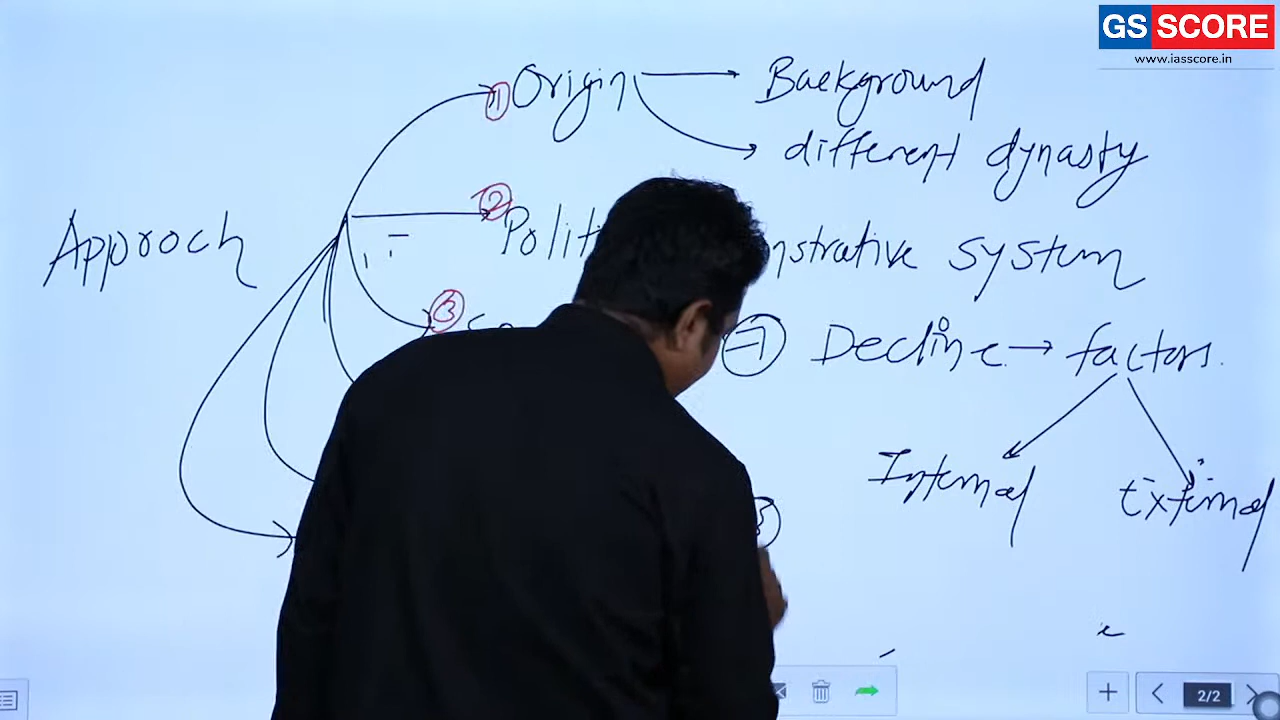 GS SCORE
www.iasscore.in
① Origin → Background
→ different dynasty
Approch
② Polit nstrative system
③
⑦ Decline → factors.
Internal External
2/2